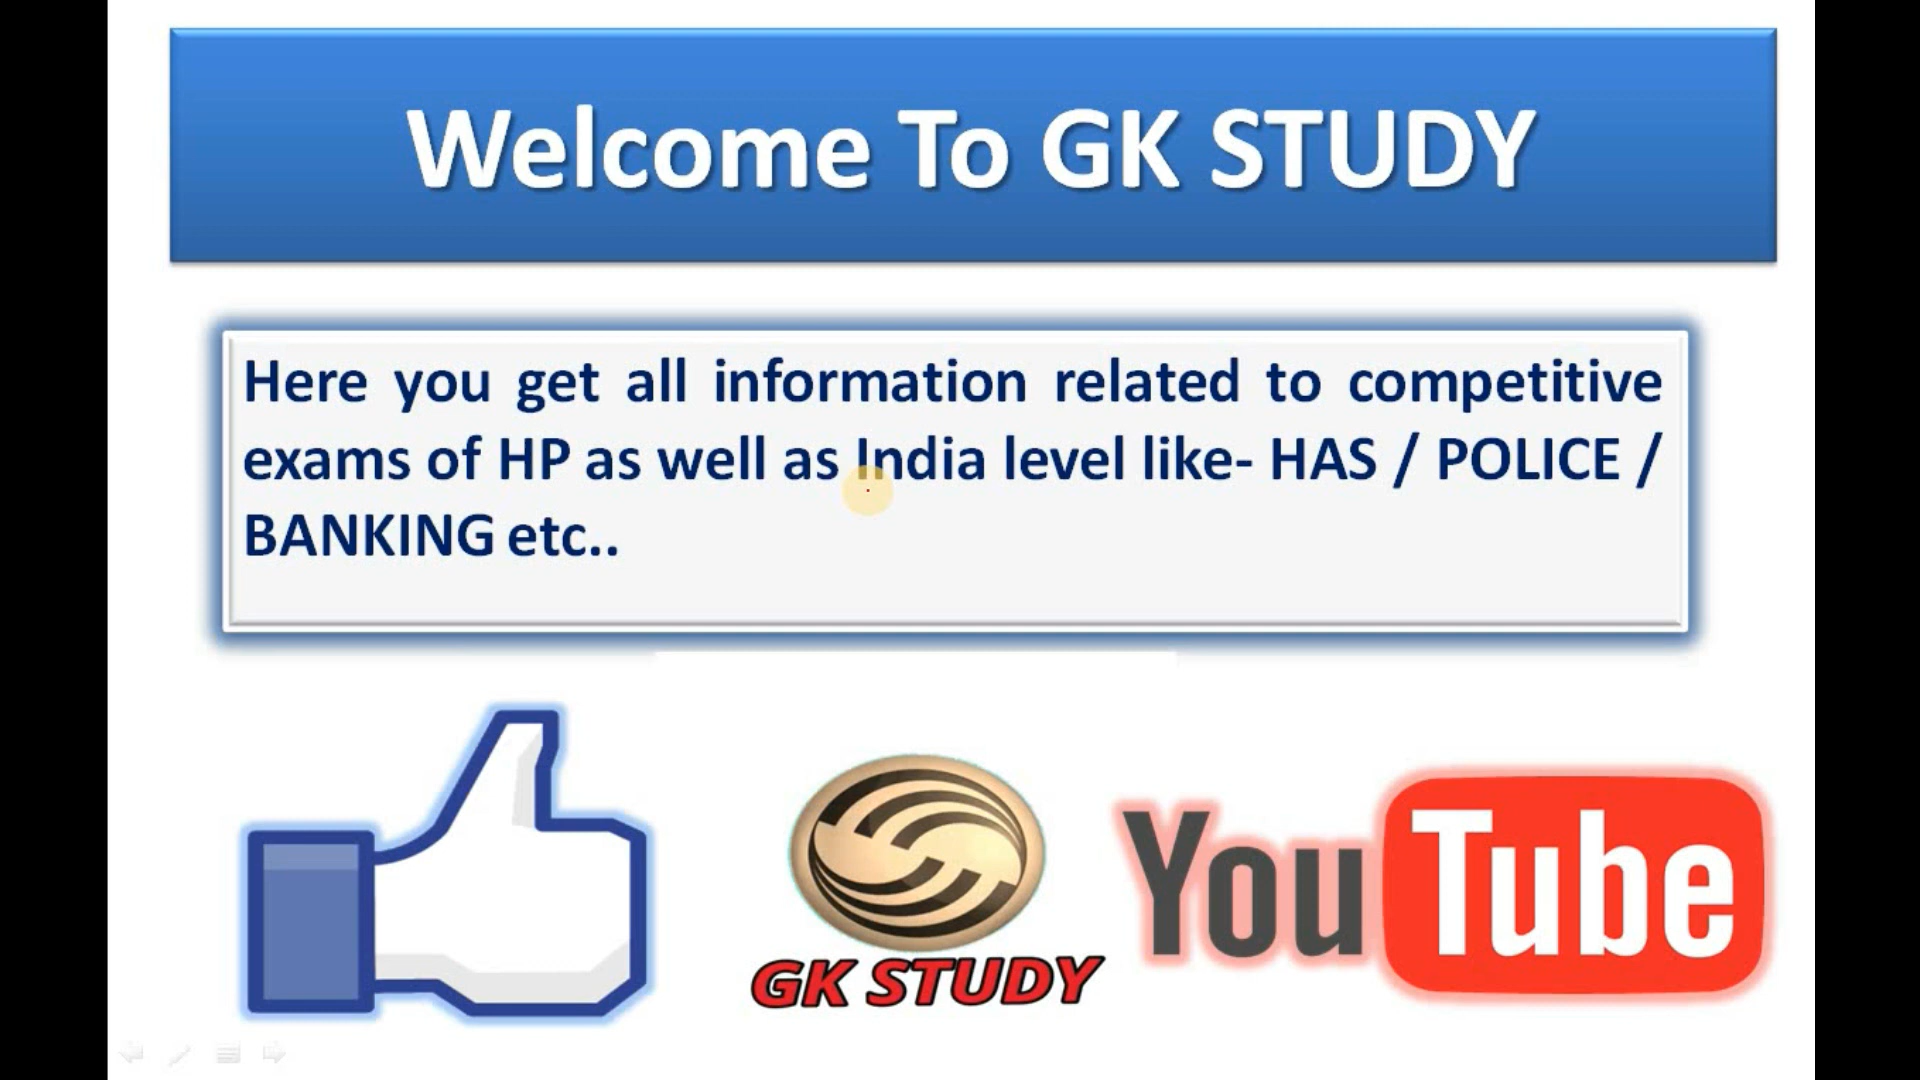 Welcome To GK STUDY
Here you get all information related to competitive
exams of HP as well as India level like- HAS / POLICE /
BANKING etc..
GK STUDY
YouTube